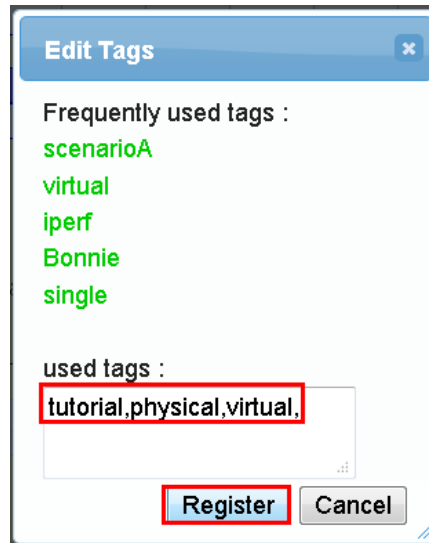 Edit Tags
Frequently used tags :
scenarioA
virtual
iperf
Bonnie
single
used tags :
tutorial,physical,virtual,
Register Cancel